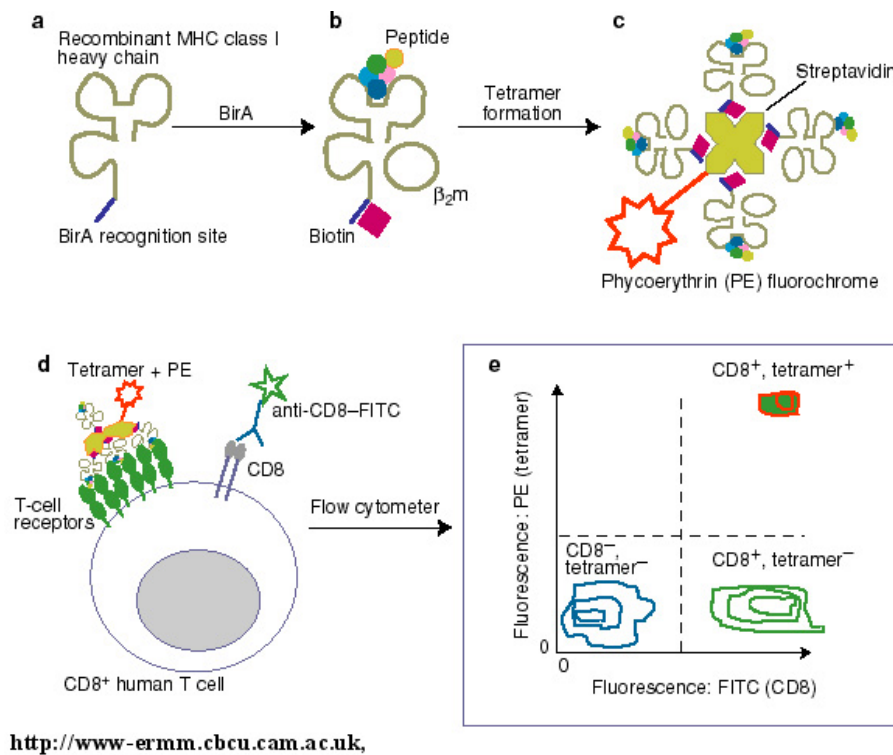 a
Recombinant MHC class I
heavy chain
BirA
BirA recognition site
b
Peptide
β2m
Biotin
Tetramer
formation
c
Streptavidin
Phycoerythrin (PE) fluorochrome
d
Tetramer + PE
anti-CD8–FITC
CD8
T-cell
receptors
CD8+ human T cell
Flow cytometer
e
CD8+, tetramer+
Fluorescence: PE (tetramer)
CD8–,
tetramer–
CD8+, tetramer–
0
0
Fluorescence: FITC (CD8)
http://www-ermm.cbcu.cam.ac.uk,